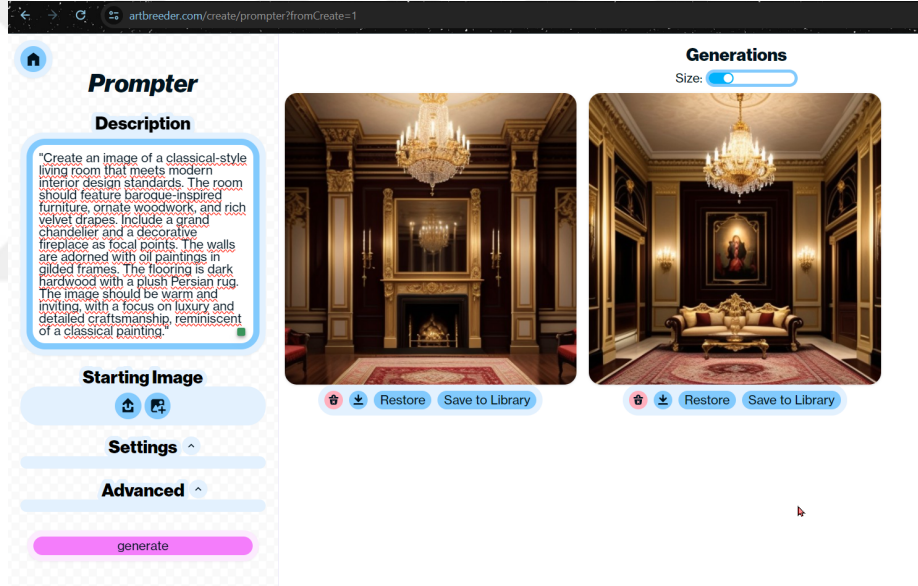 artbreeder.com/create/prompter?fromCreate=1
Prompter
Description
"Create an image of a classical-style
living room that meets modern
interior design standards. The room
should feature baroque-inspired
furniture, ornate woodwork, and rich
velvet drapes. Include a grand
chandelier and a decorative
fireplace as focal points. The walls
are adorned with oil paintings in
gilded frames. The flooring is dark
hardwood with a plush Persian rug.
The image should be warm and
inviting, with a focus on luxury and
detailed craftsmanship, reminiscent
of a classical painting."
Starting Image
Settings
Advanced
generate
Generations
Size:
Restore Save to Library
Restore Save to Library